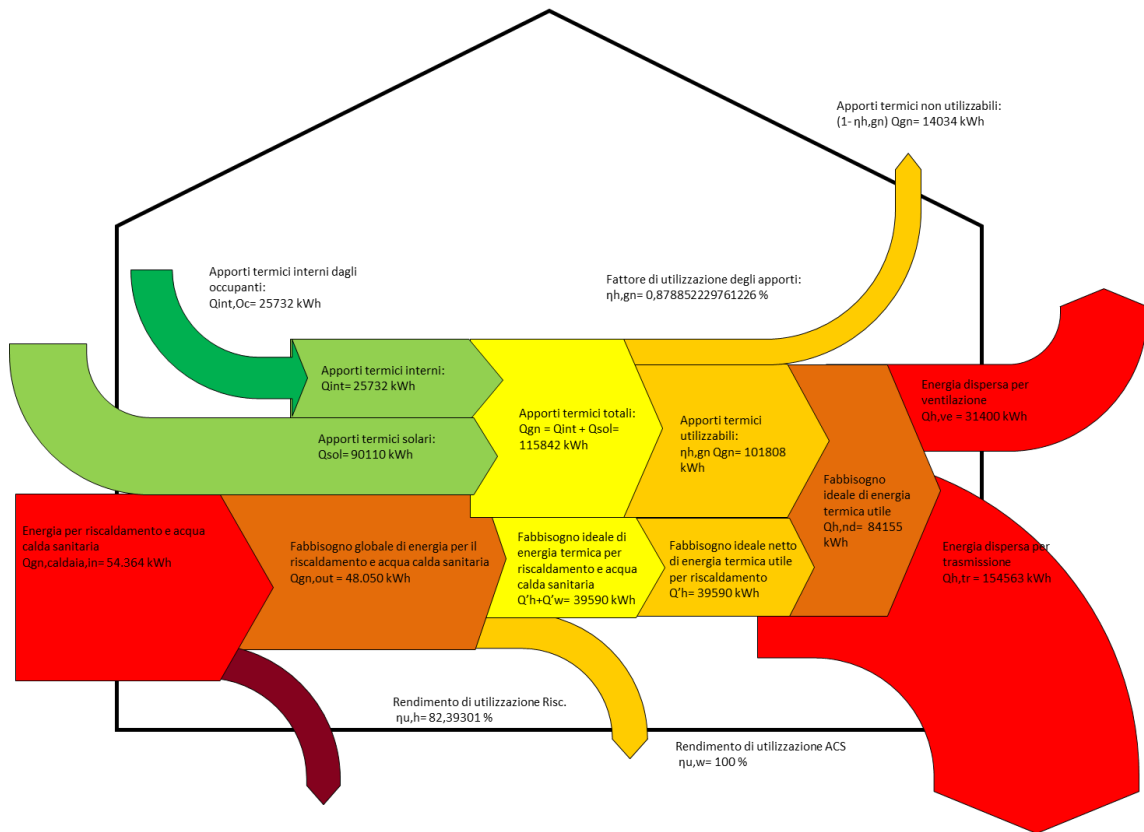 Apporti termici non utilizzabili:
(1- ηh,gn) Qgn= 14034 kWh
Apporti termici interni dagli
occupanti:
Qint,Oc= 25732 kWh
Fattore di utilizzazione degli apporti:
ηh,gn= 0,878852229761226 %
Apporti termici interni:
Qint= 25732 kWh
Apporti termici solari:
Qsol= 90110 kWh
Apporti termici totali:
Qgn = Qint + Qsol=
115842 kWh
Apporti termici
utilizzabili:
ηh,gn Qgn= 101808
kWh
Energia dispersa per
ventilazione
Qh,ve = 31400 kWh
Fabbisogno
ideale di energia
termica utile
Qh,nd= 84155
kWh
Energia per riscaldamento e acqua
calda sanitaria
Qgn,caldaia,in= 54.364 kWh
Fabbisogno globale di energia per il
riscaldamento e acqua calda sanitaria
Qgn,out = 48.050 kWh
Fabbisogno ideale di
energia termica per
riscaldamento e acqua
calda sanitaria
Q'h+Q'w= 39590 kWh
Fabbisogno ideale netto
di energia termica utile
per riscaldamento
Q'h= 39590 kWh
Energia dispersa per
trasmissione
Qh,tr = 154563 kWh
Rendimento di utilizzazione Risc.
ηu,h= 82,39301 %
Rendimento di utilizzazione ACS
ηu,w= 100 %